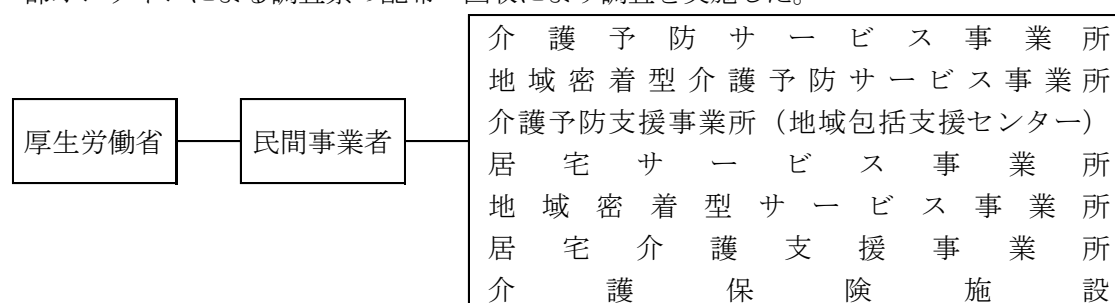 厚生労働省
民間事業者
介護予防サービス事業所
地域密着型介護予防サービス事業所
介護予防支援事業所（地域包括支援センター）
居宅サービス事業所
地域密着型サービス事業所
居宅介護支援事業所
介護保険施設